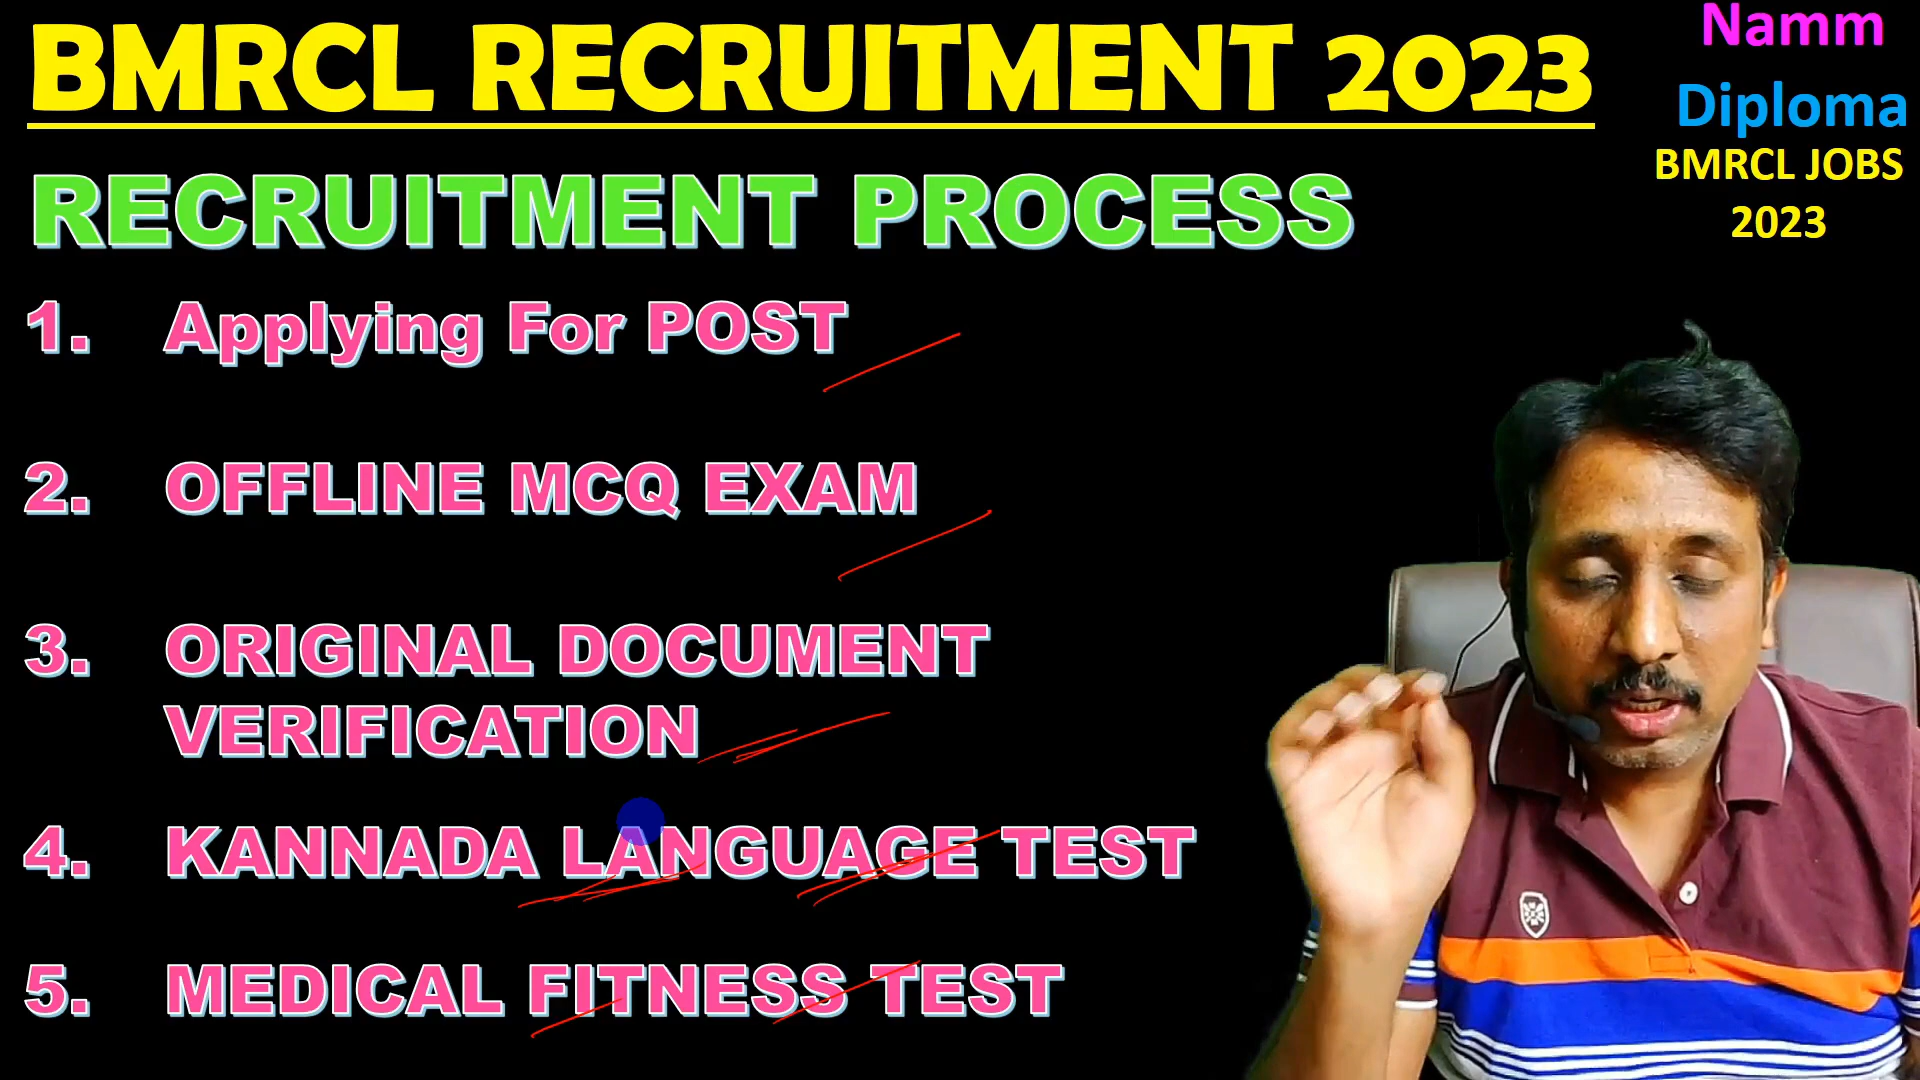 BMRCL RECRUITMENT 2023
Namm
Diploma
BMRCL JOBS
2023
RECRUITMENT PROCESS
1. Applying For POST
2. OFFLINE MCQ EXAM
3. ORIGINAL DOCUMENT
VERIFICATION
4. KANNADA LANGUAGE TEST
5. MEDICAL FITNESS TEST